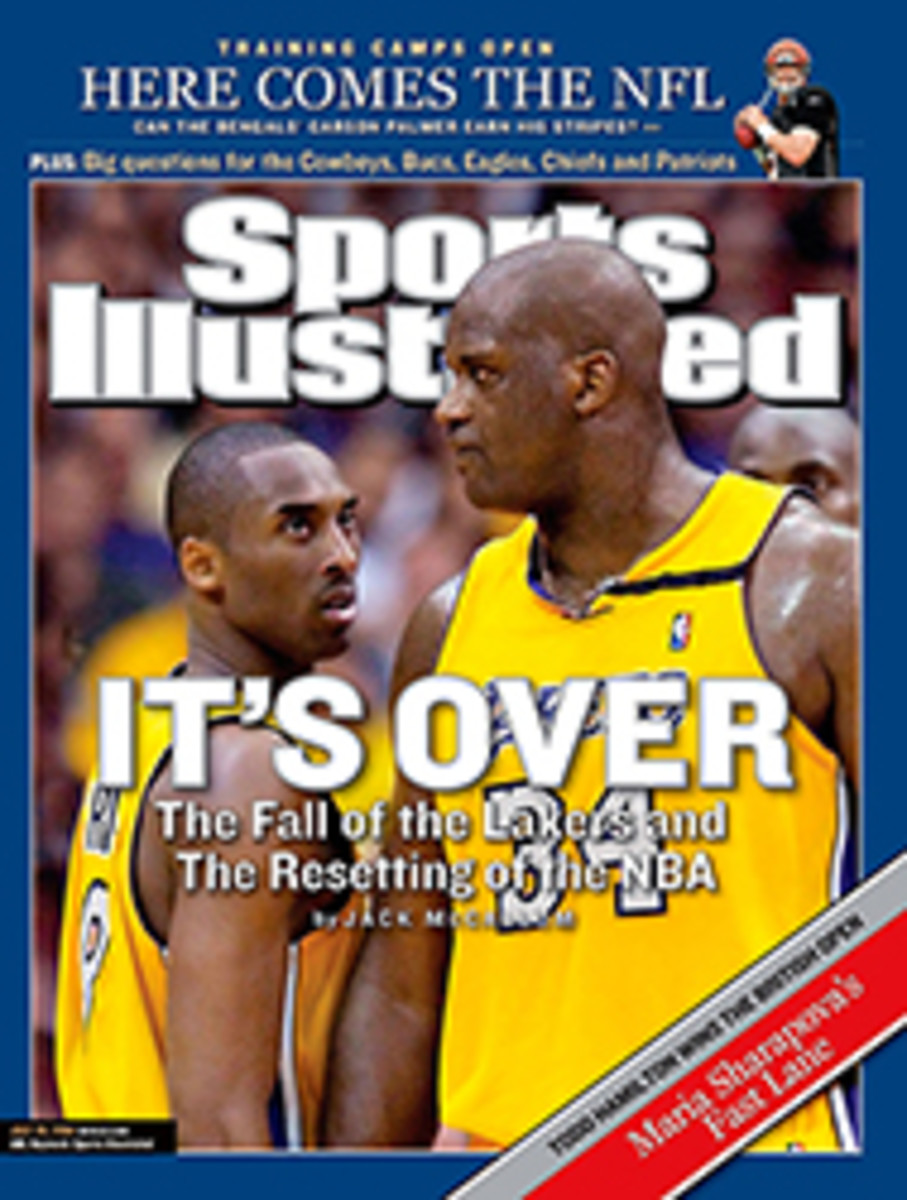 TRAINING CAMPS OPEN
HERE COMES THE NFL
CAN THE BENGALS' CARSON PALMER EARN HIS STRIPES?
PLUS: Big questions for the Cowboys, Bucs, Eagles, Chiefs and Patriots
Sports
Illustrated
IT'S OVER
The Fall of the Lakers and
The Resetting of the NBA
by JACK McCALLUM
34
TODD HAMILTON WINS THE BRITISH OPEN
Maria Sharapova's
Fast Lane